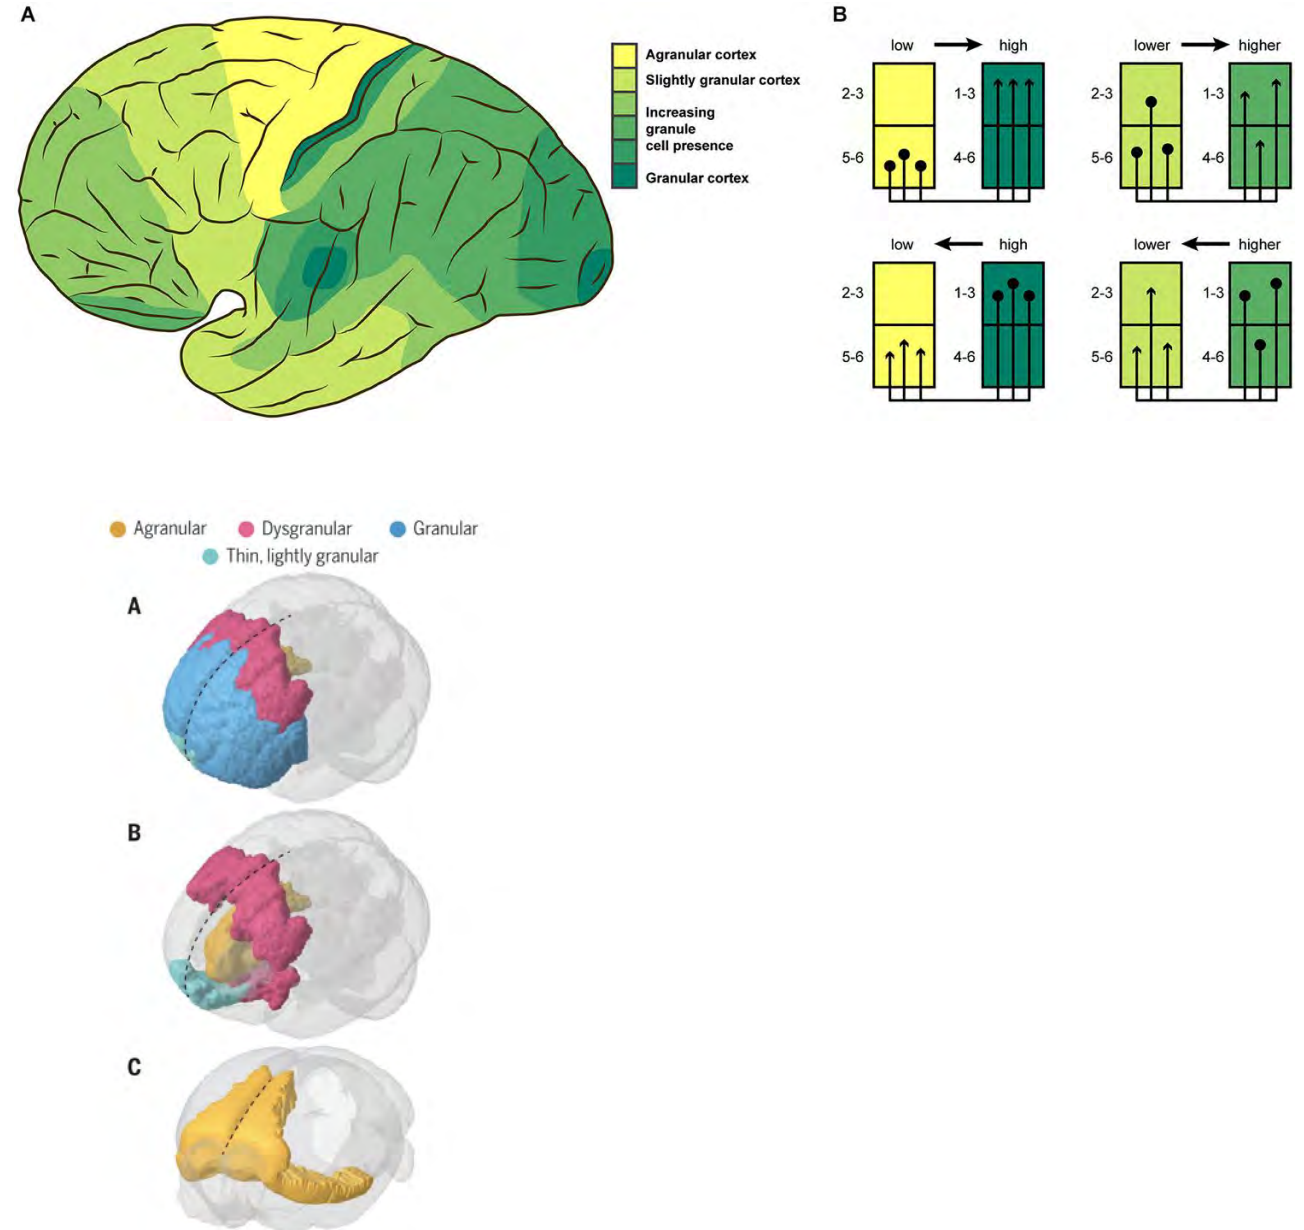 A
Agranular cortex
Slightly granular cortex
Increasing
granule
cell presence
Granular cortex
B
low high
2-3 1-3
5-6 4-6
lower higher
2-3 1-3
5-6 4-6
low high
2-3 1-3
5-6 4-6
lower higher
2-3 1-3
5-6 4-6
Agranular Dysgranular Granular
Thin, lightly granular
A
B
C